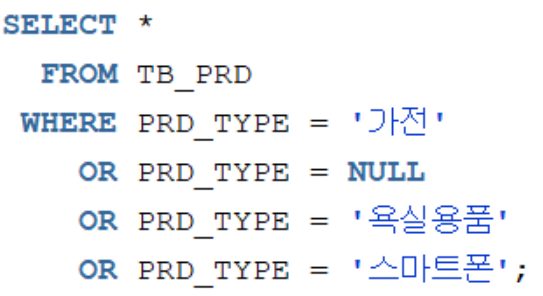 SELECT *
FROM TB_PRD
WHERE PRD_TYPE = '가전'
OR PRD_TYPE = NULL
OR PRD_TYPE = '욕실용품'
OR PRD_TYPE = '스마트폰';